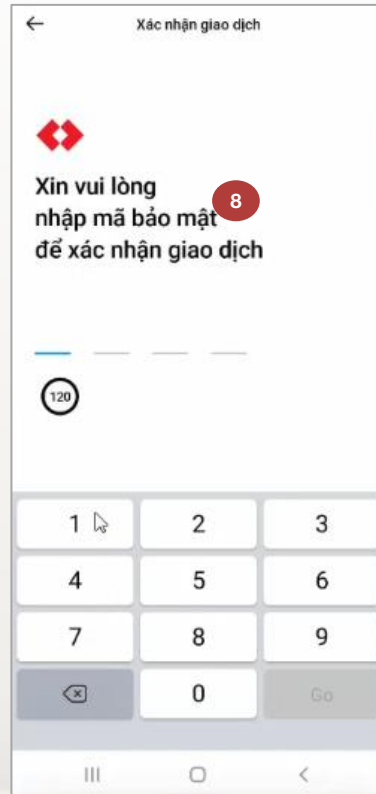 Xác nhận giao dịch
Xin vui lòng
nhập mã bảo mật
8
để xác nhận giao dịch
120
1 2 3
4 5 6
7 8 9
0 Go